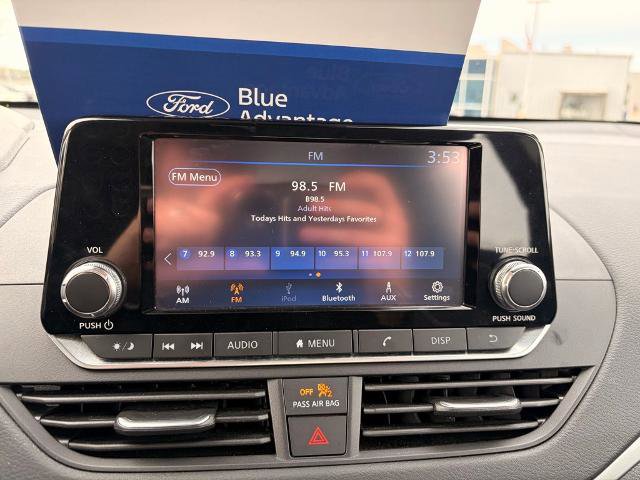 Ford
Blue
Advantage
FM
3:53
FM Menu
98.5 FM
B98.5
Adult Hits
Todays Hits and Yesterdays Favorites
7 92.9 8 93.3 9 94.9 10 95.3 11 107.9 12 107.9
AM FM iPod Bluetooth AUX Settings
VOL
PUSH
TUNE·SCROLL
PUSH SOUND
AUDIO MENU DISP
OFF 2
PASS AIR BAG